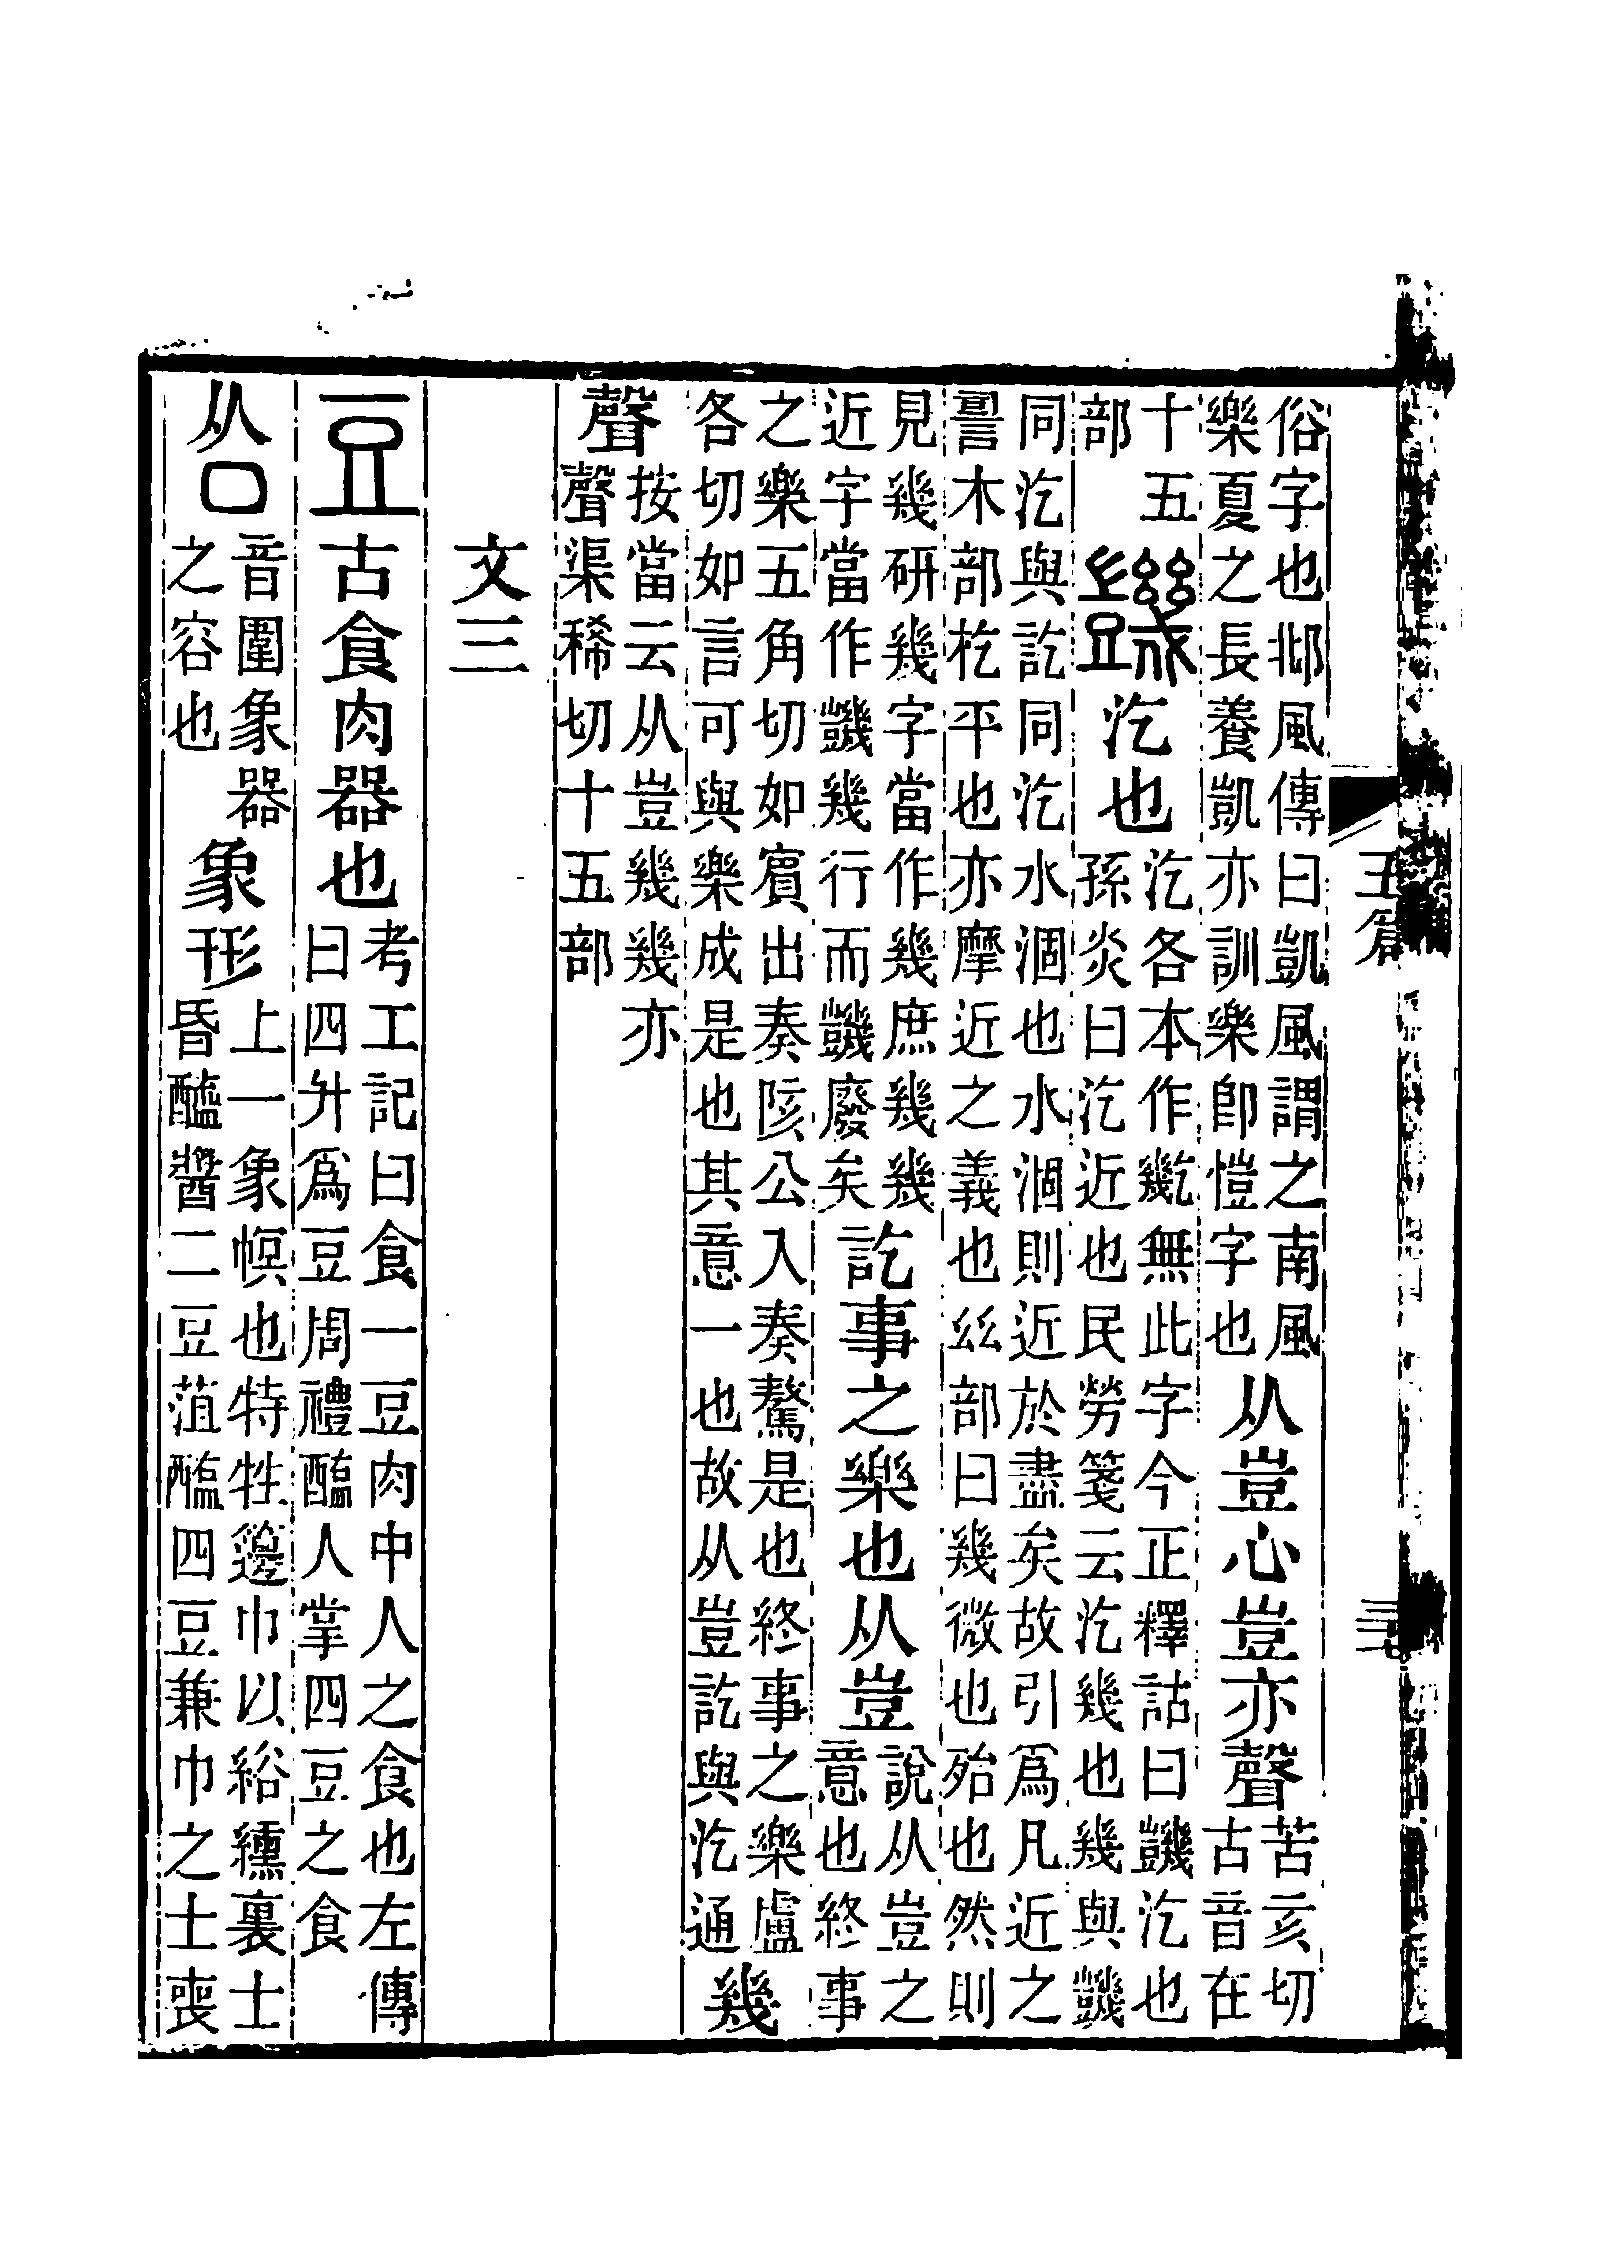 俗字也邶風傳曰凱風謂之南風
樂夏之長養凱亦訓樂卽愷字也
从豈心豈亦聲
苦亥切
古音在
十五
部
𧰙
汔也
汔各本作無此字今正釋詁曰𧰙汔也
孫炎曰汔近也民勞箋云汔幾也幾與𧰙
同汔與訖同汔水涸也水涸則近於盡矣故引爲凡近之
木部杚平也亦摩近之義也𢆶部曰幾微也殆也然則
見幾研幾字當作幾庶幾幾
近字當作𧰙幾行而𧰙廢矣
訖事之樂也从豈
說从豈之
意也終事
之樂五角切如賓出奏陔公入奏驁是也終事之樂盧
各切如言可與樂成是也其意一也故从豈訖與汔通
幾
聲
按當云从豈幾幾亦
聲渠稀切十五部
文三
豆
古食肉器也
考工記曰食一豆肉中人之食也左傳
曰四升爲豆周禮醢人掌四豆之食
从口
音圍象器
之容也
象形
上一象幎也特牲籩巾以綌纁裏士
昏醯醬二豆菹醢四豆兼巾之士喪
五篇